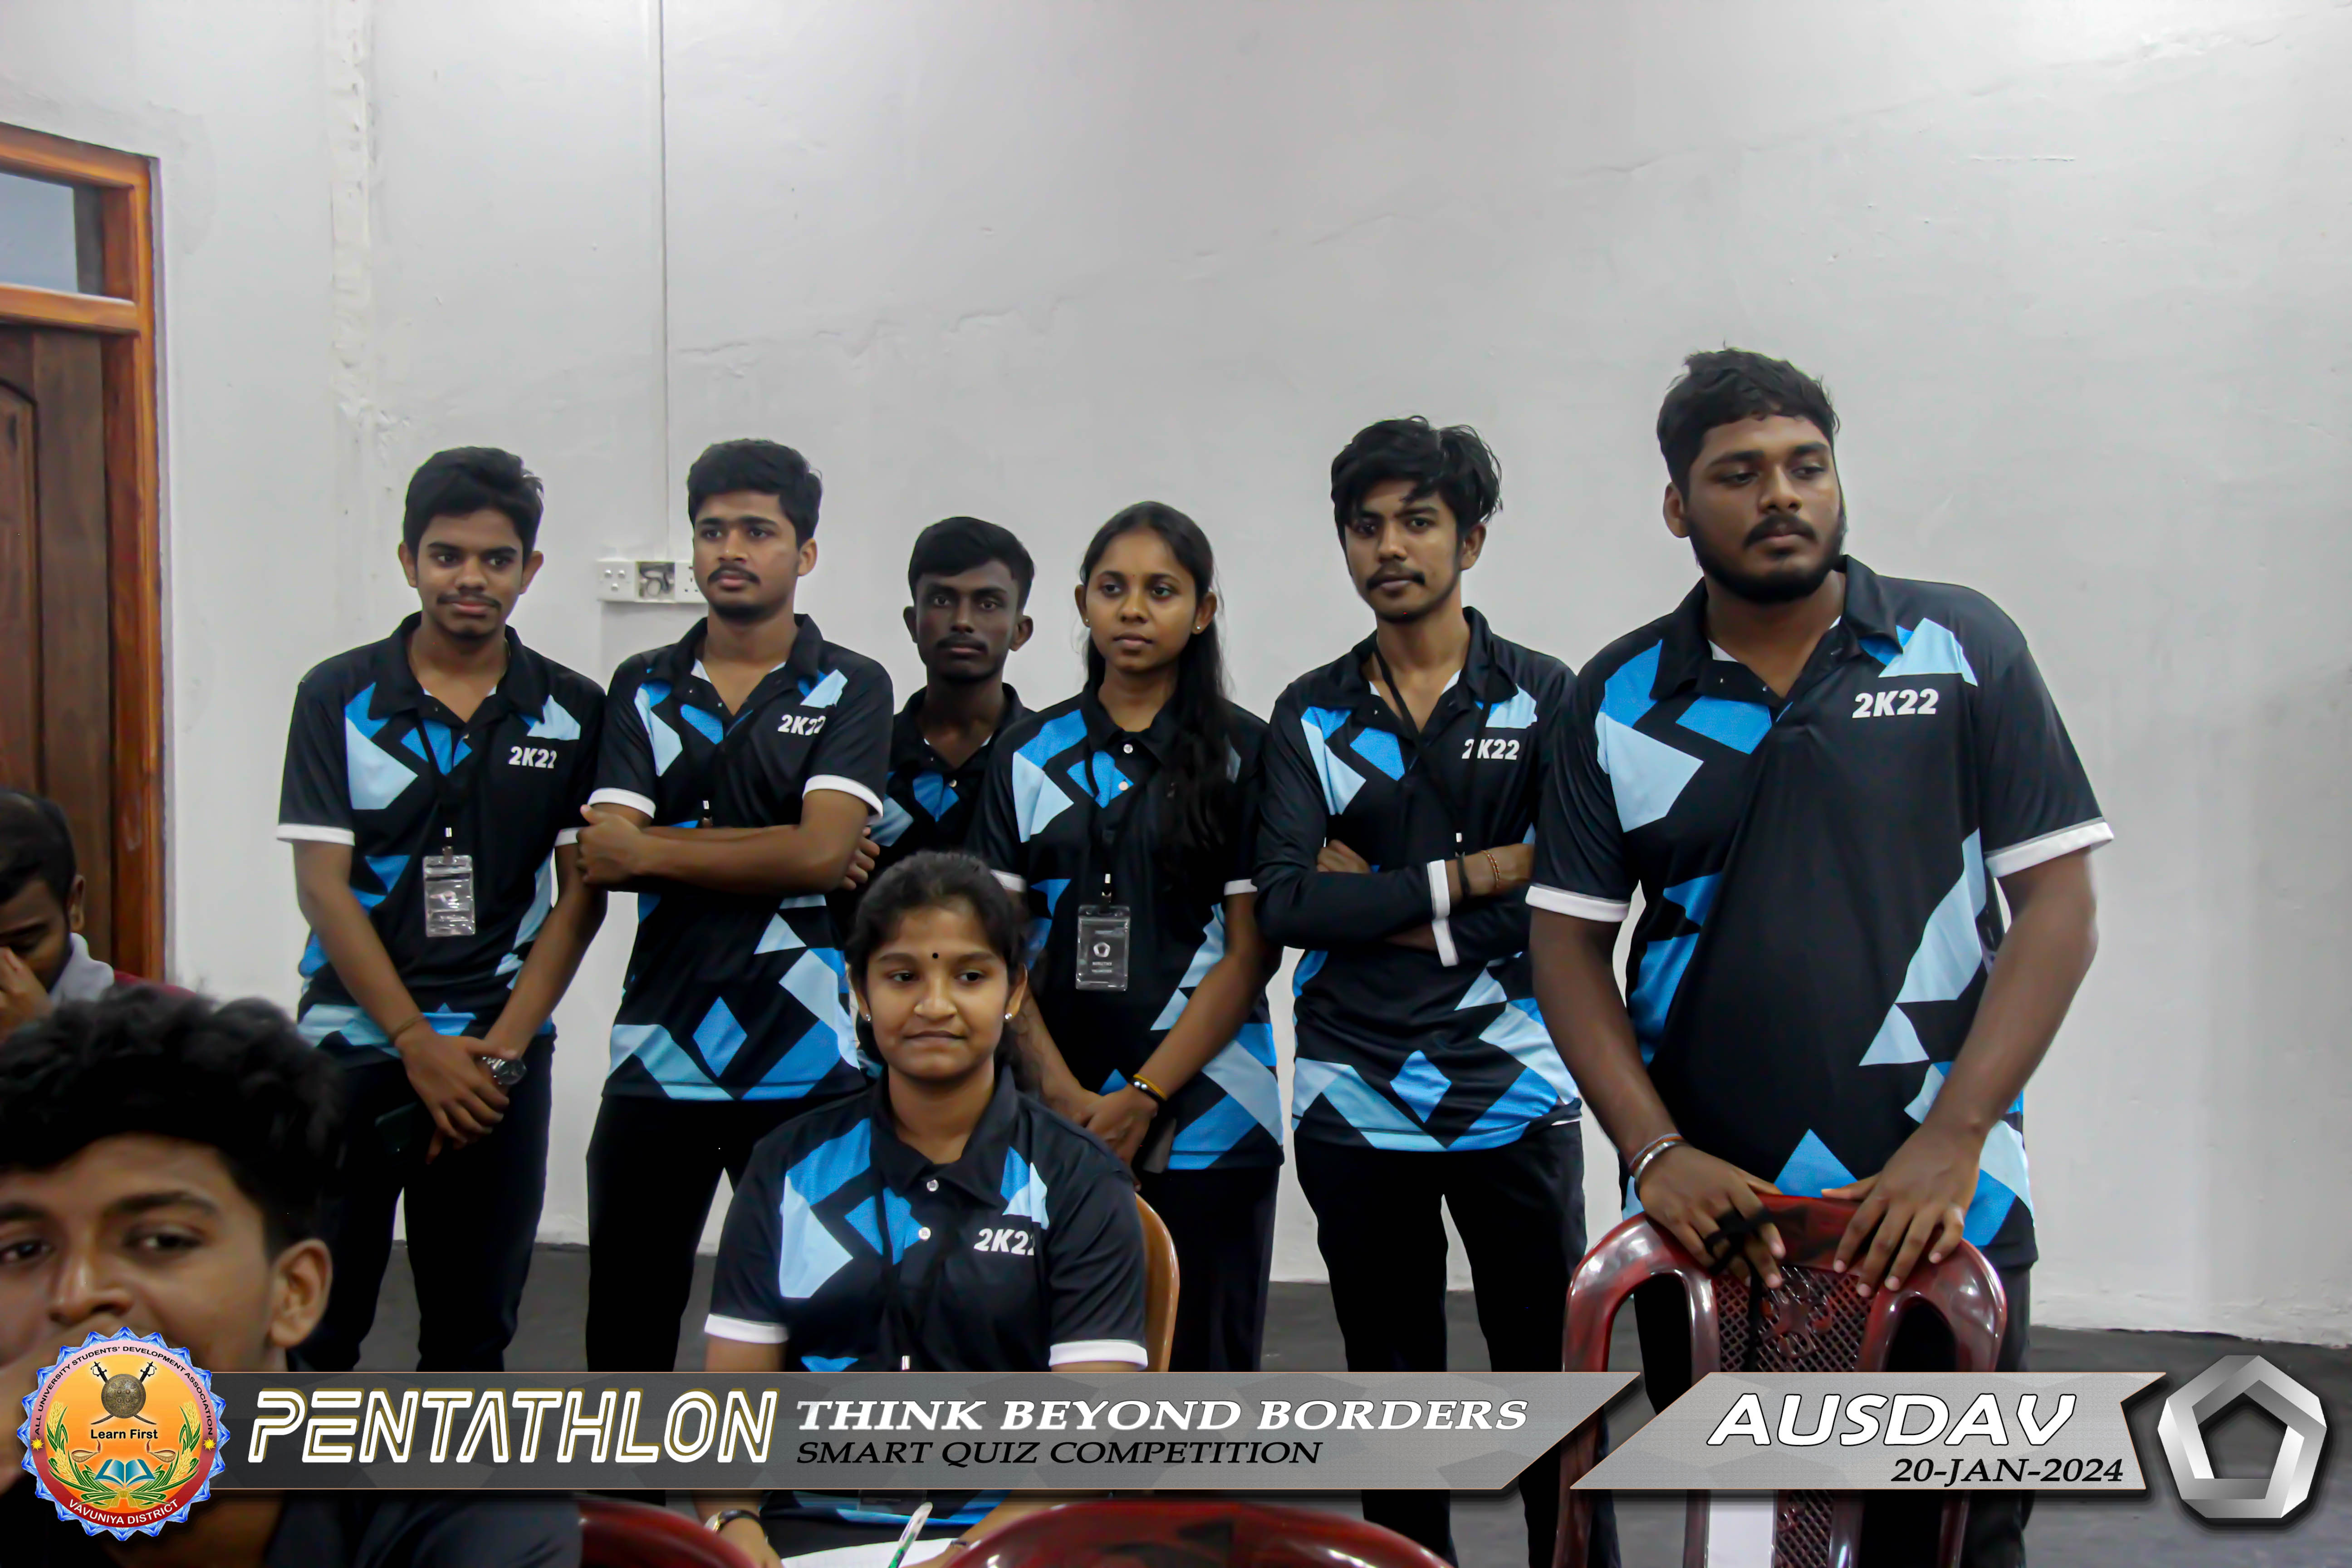 2K22
2K22
2K22
2K22
2K22
ALL UNIVERSITY STUDENTS' DEVELOPMENT ASSOCIATION
Learn First
VAVUNIYA DISTRICT
PENTATHLON
THINK BEYOND BORDERS
SMART QUIZ COMPETITION
AUSDAV
20-JAN-2024